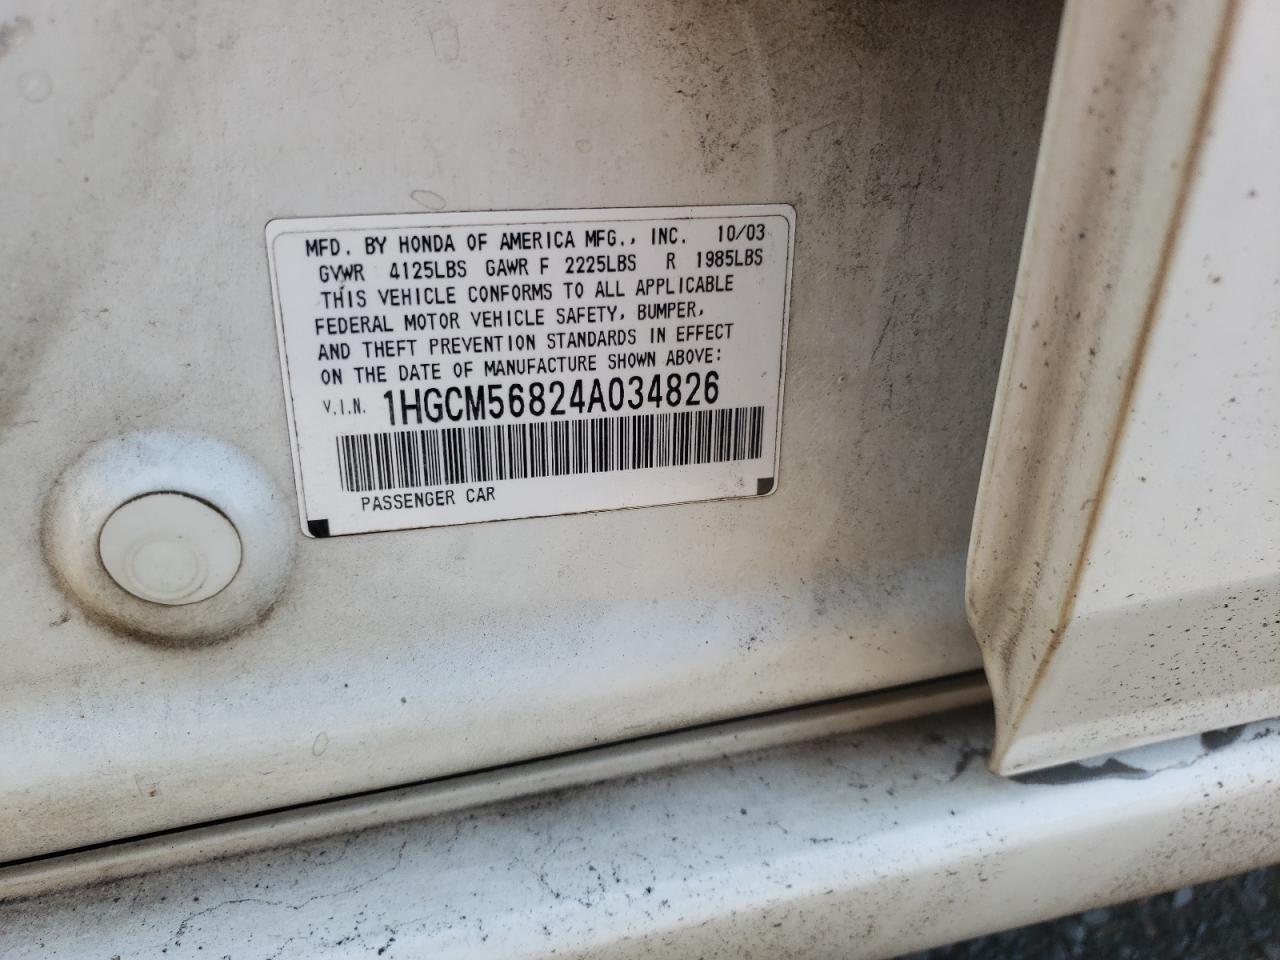 MFD. BY HONDA OF AMERICA MFG., INC. 10/03
GVWR 4125LBS GAWR F 2225LBS R 1985LBS
THIS VEHICLE CONFORMS TO ALL APPLICABLE
FEDERAL MOTOR VEHICLE SAFETY, BUMPER,
AND THEFT PREVENTION STANDARDS IN EFFECT
ON THE DATE OF MANUFACTURE SHOWN ABOVE:
V.I.N. 1HGCM56824A034826
PASSENGER CAR